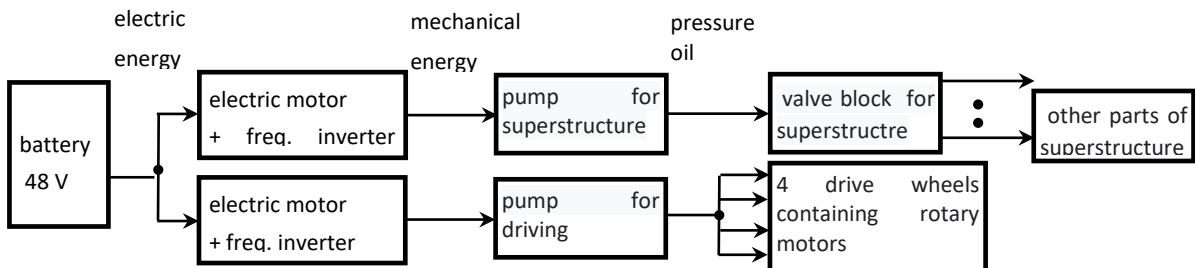 electric
energy
mechanical
energy
pressure
oil
battery
48 V
electric motor
+ freq. inverter
pump for
superstructure
valve block for
superstructre
other parts of
superstructure
electric motor
+ freq. inverter
pump for
driving
4 drive wheels
containing rotary
motors